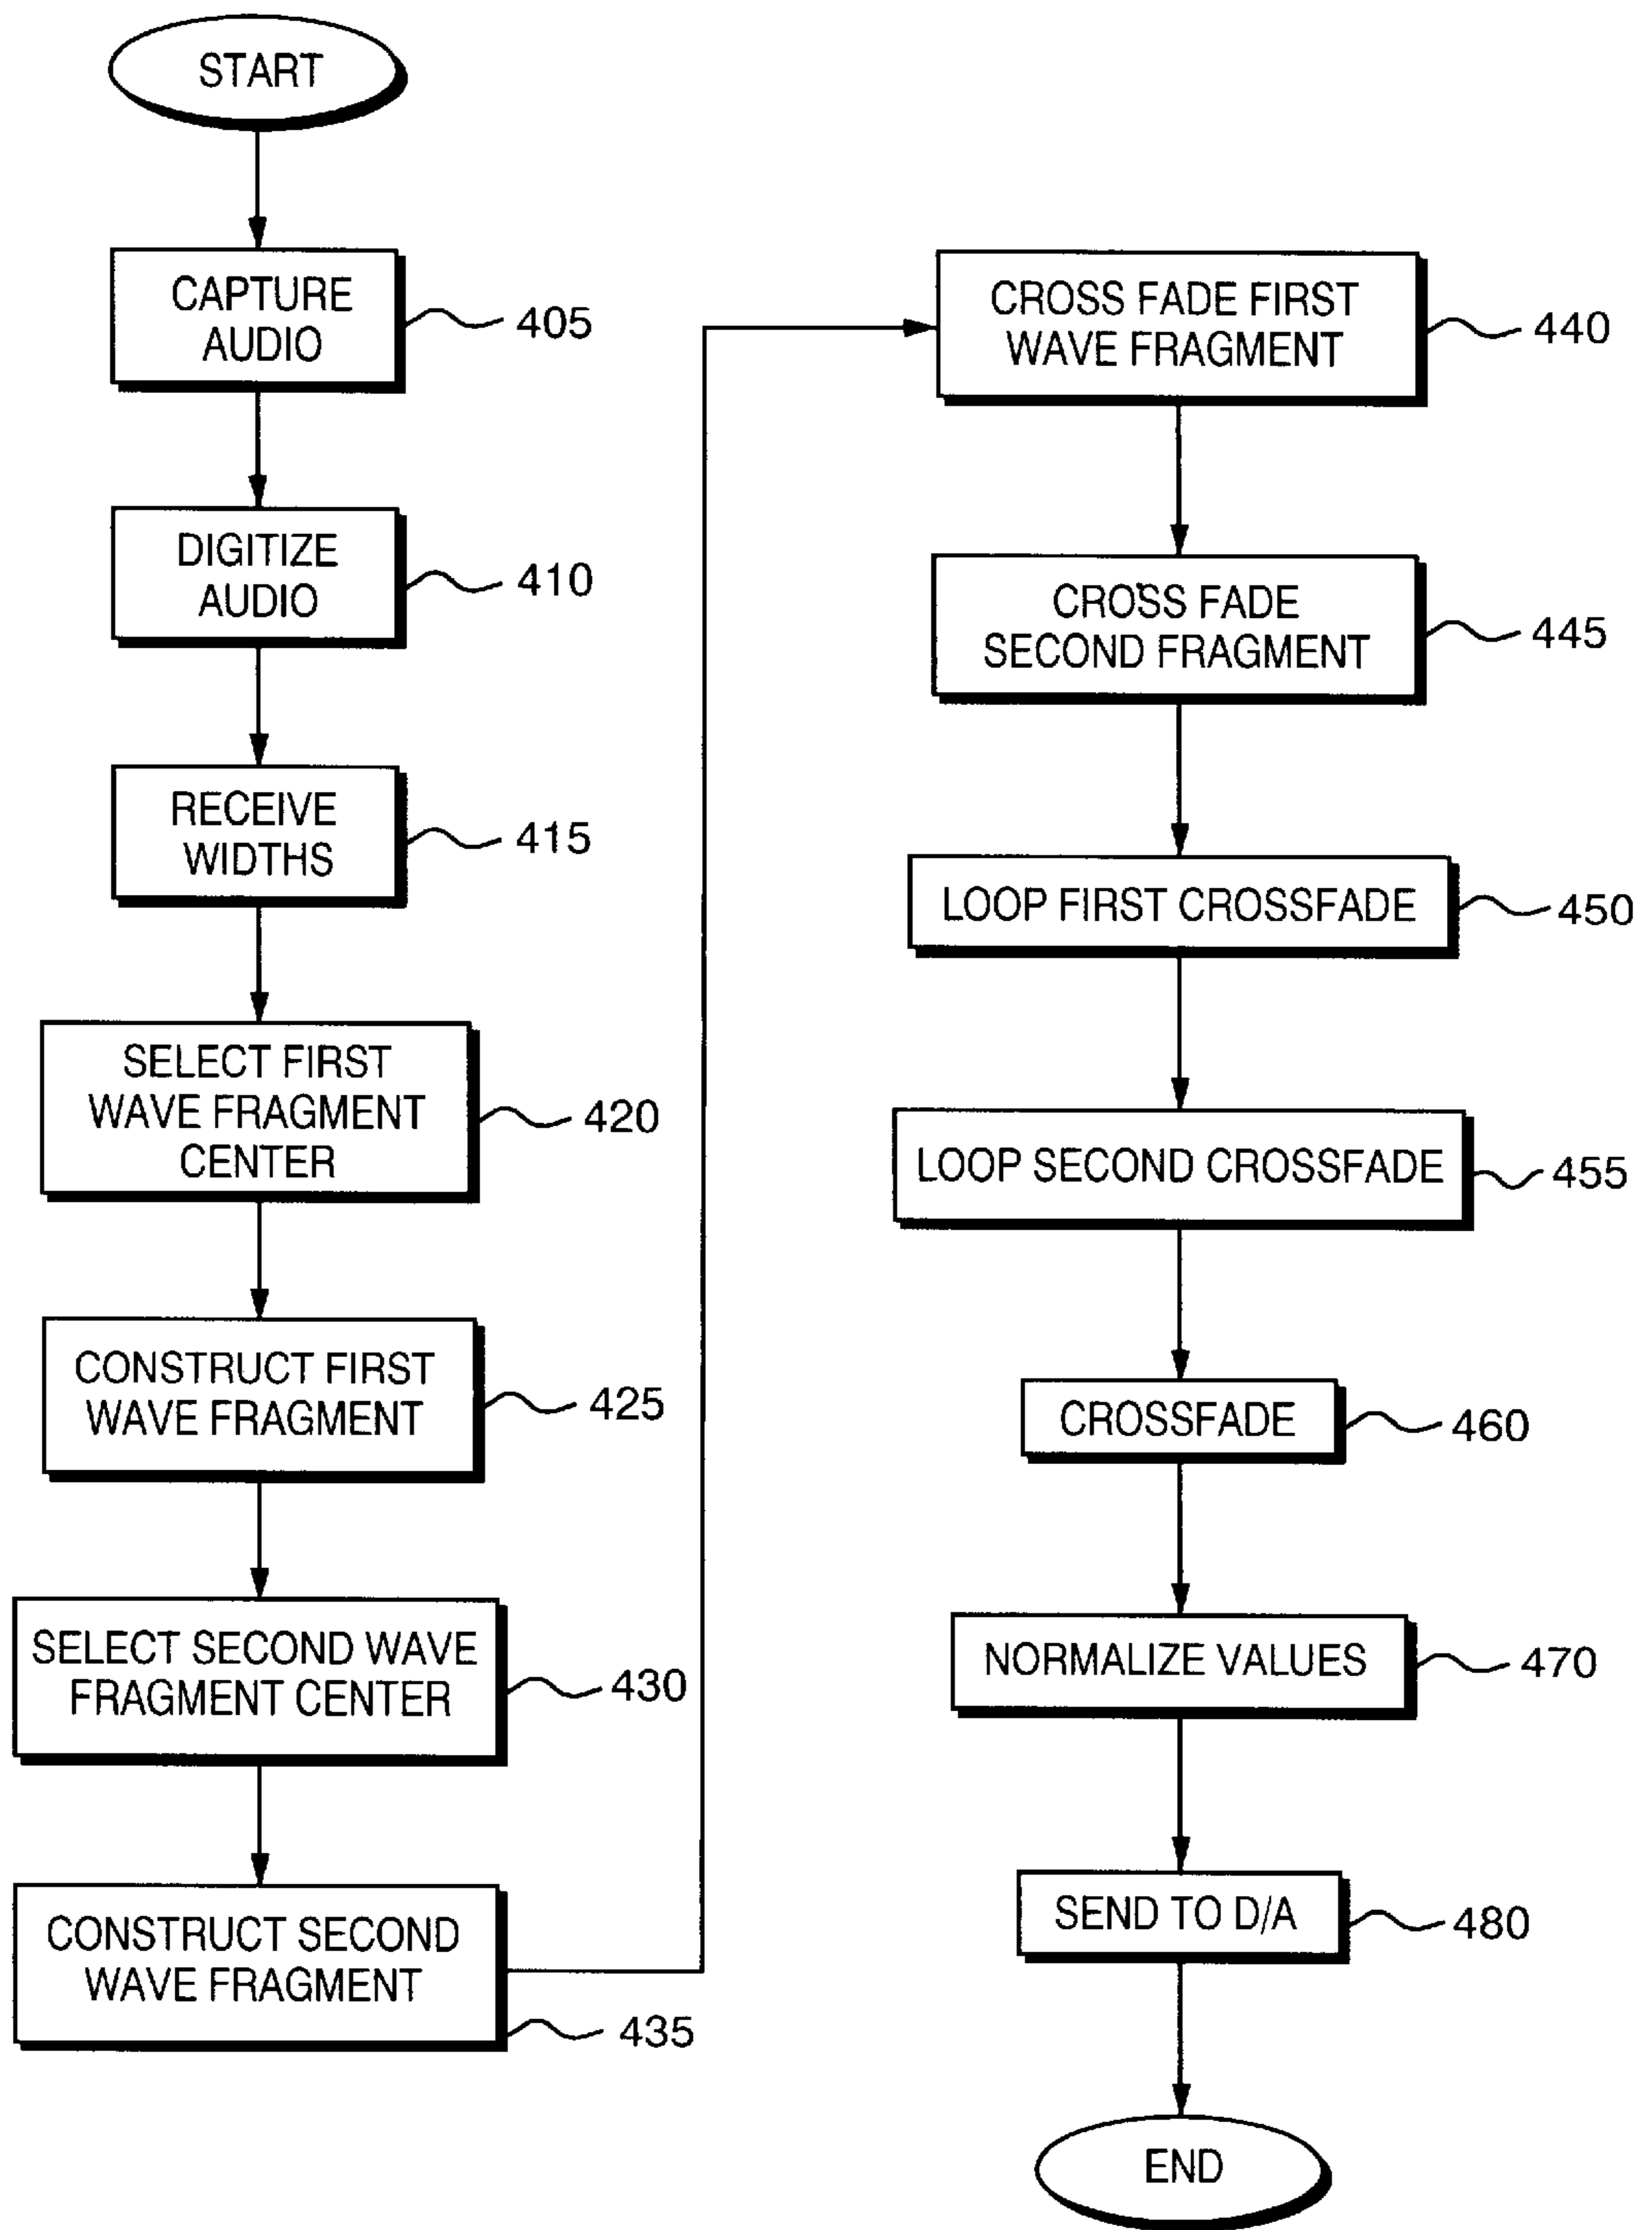 START
CAPTURE
AUDIO
405
DIGITIZE
AUDIO
410
RECEIVE
WIDTHS
415
SELECT FIRST
WAVE FRAGMENT
CENTER
420
CONSTRUCT FIRST
WAVE FRAGMENT
425
SELECT SECOND WAVE
FRAGMENT CENTER
430
CONSTRUCT SECOND
WAVE FRAGMENT
435
CROSS FADE FIRST
WAVE FRAGMENT
440
CROSS FADE
SECOND FRAGMENT
445
LOOP FIRST CROSSFADE
450
LOOP SECOND CROSSFADE
455
CROSSFADE
460
NORMALIZE VALUES
470
SEND TO D/A
480
END